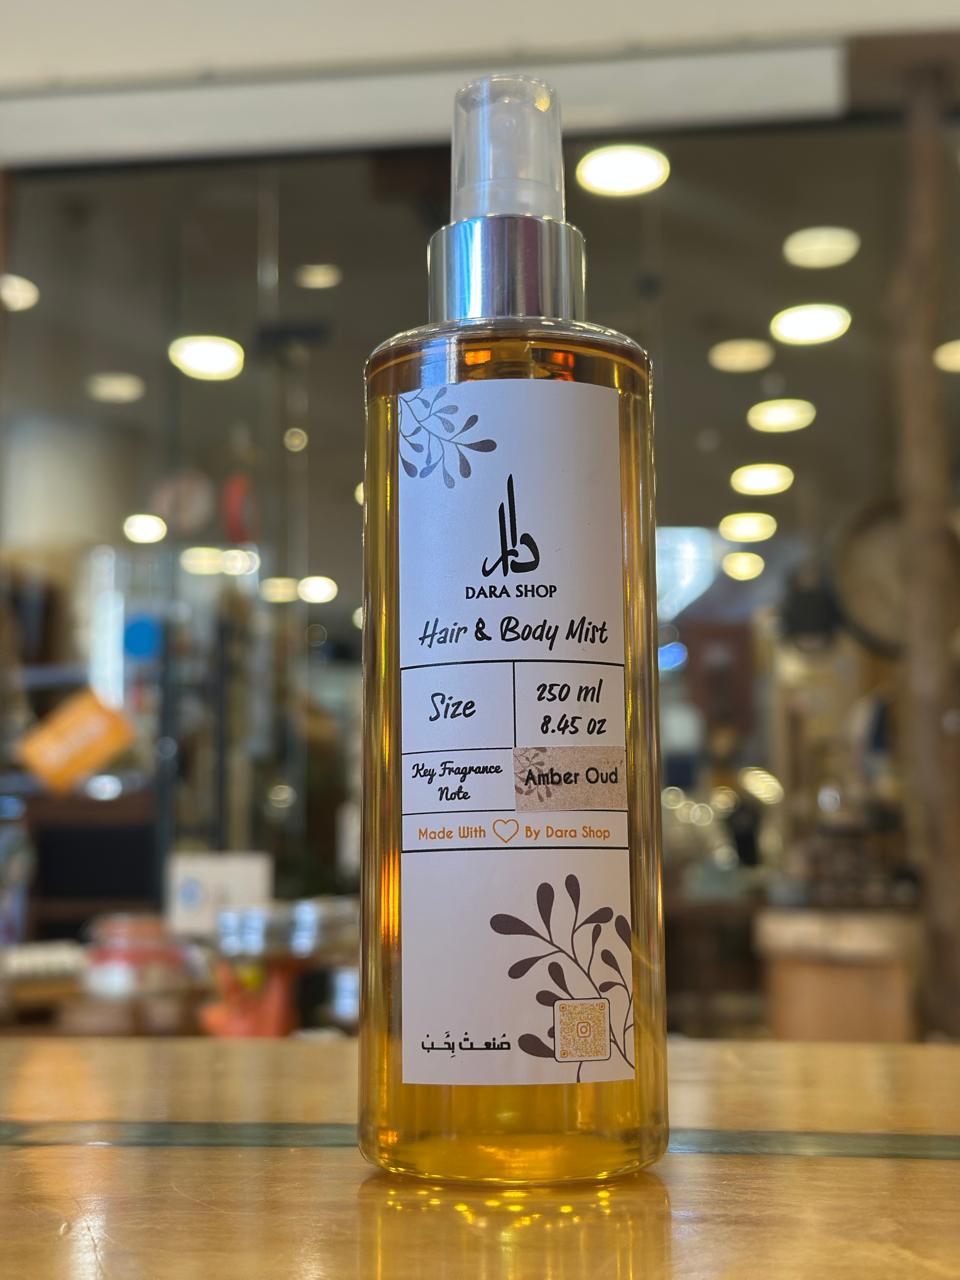 دارا
DARA SHOP
Hair & Body Mist
Size
250 ml
8.45 oz
Key Fragrance
Note
Amber Oud
Made With By Dara Shop
صُنعتْ بِحُبْ